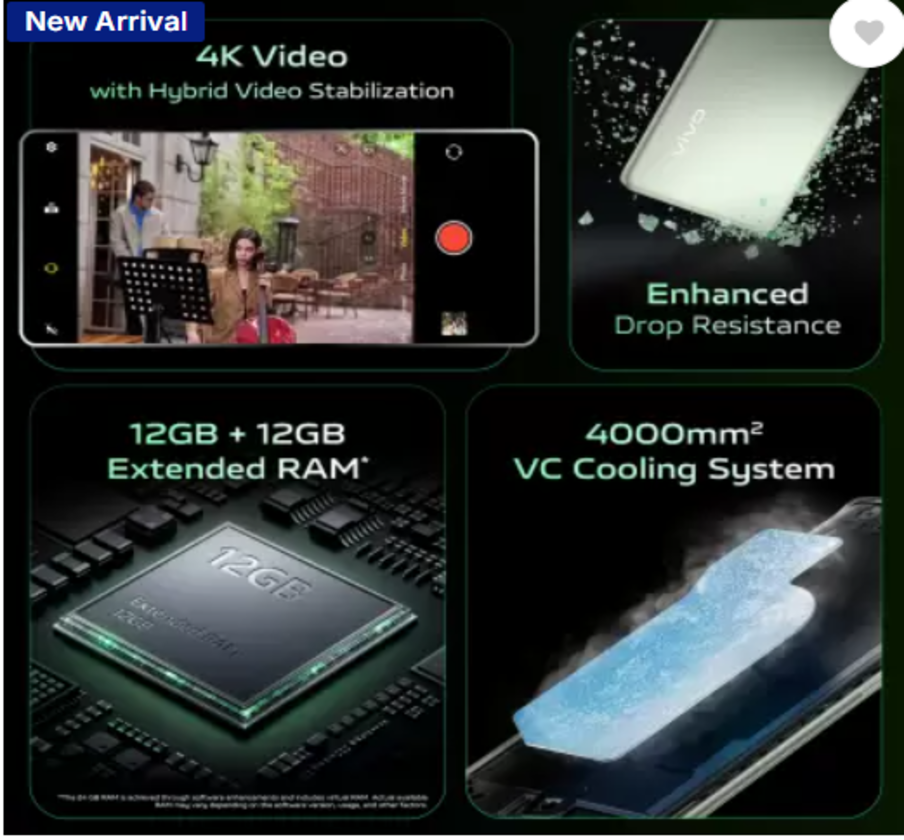 New Arrival
4K Video
with Hybrid Video Stabilization
vivo
Enhanced
Drop Resistance
12GB + 12GB
Extended RAM*
12GB
Extended RAM
12GB
*The 24 GB RAM is achieved through software enhancements and includes virtual RAM. Actual available
RAM may vary depending on the software version, usage, and other factors.
4000mm²
VC Cooling System